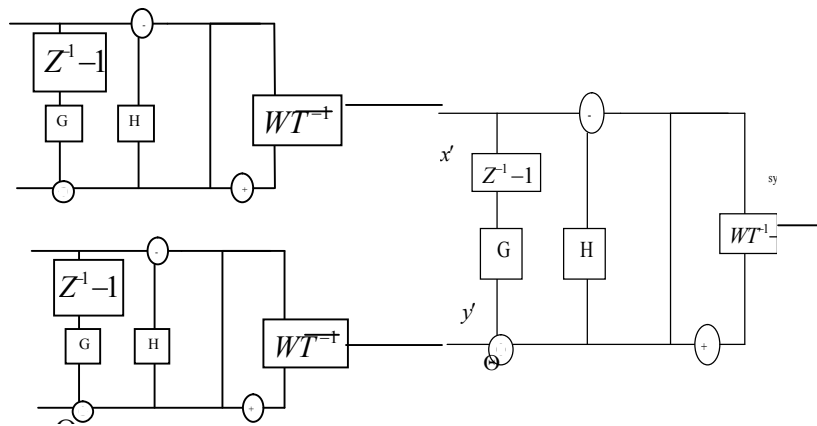 -
Z⁻¹-1
G H
WT⁻¹
+
-
x'
Z⁻¹-1
sy
G H
WT⁻¹
y'
+
Θ
-
Z⁻¹-1
G H
WT⁻¹
+